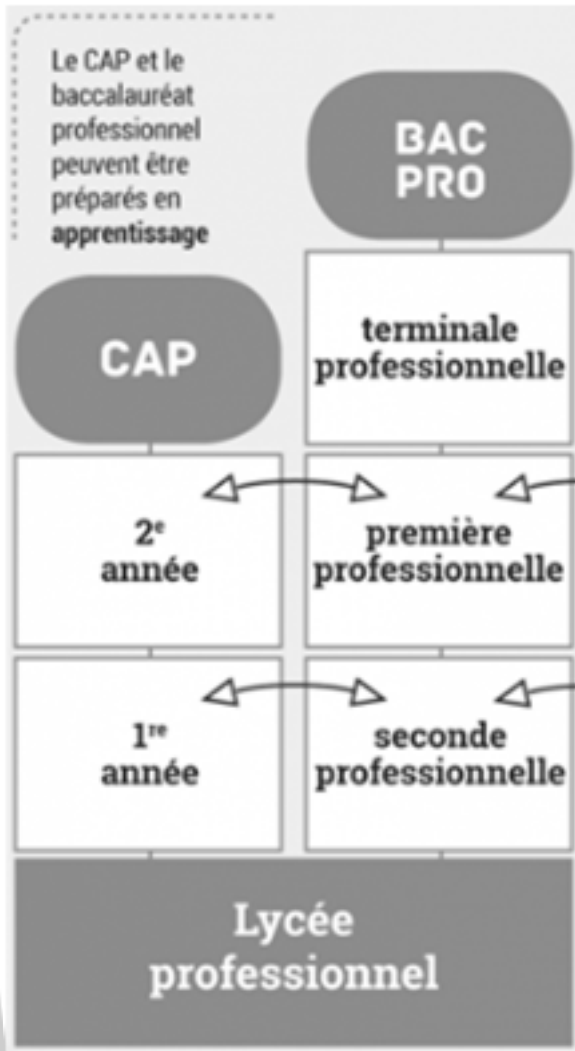 Le CAP et le
baccalauréat
professionnel
peuvent être
préparés en
apprentissage
BAC
PRO
CAP
terminale
professionnelle
2e
année
première
professionnelle
1re
année
seconde
professionnelle
Lycée
professionnel